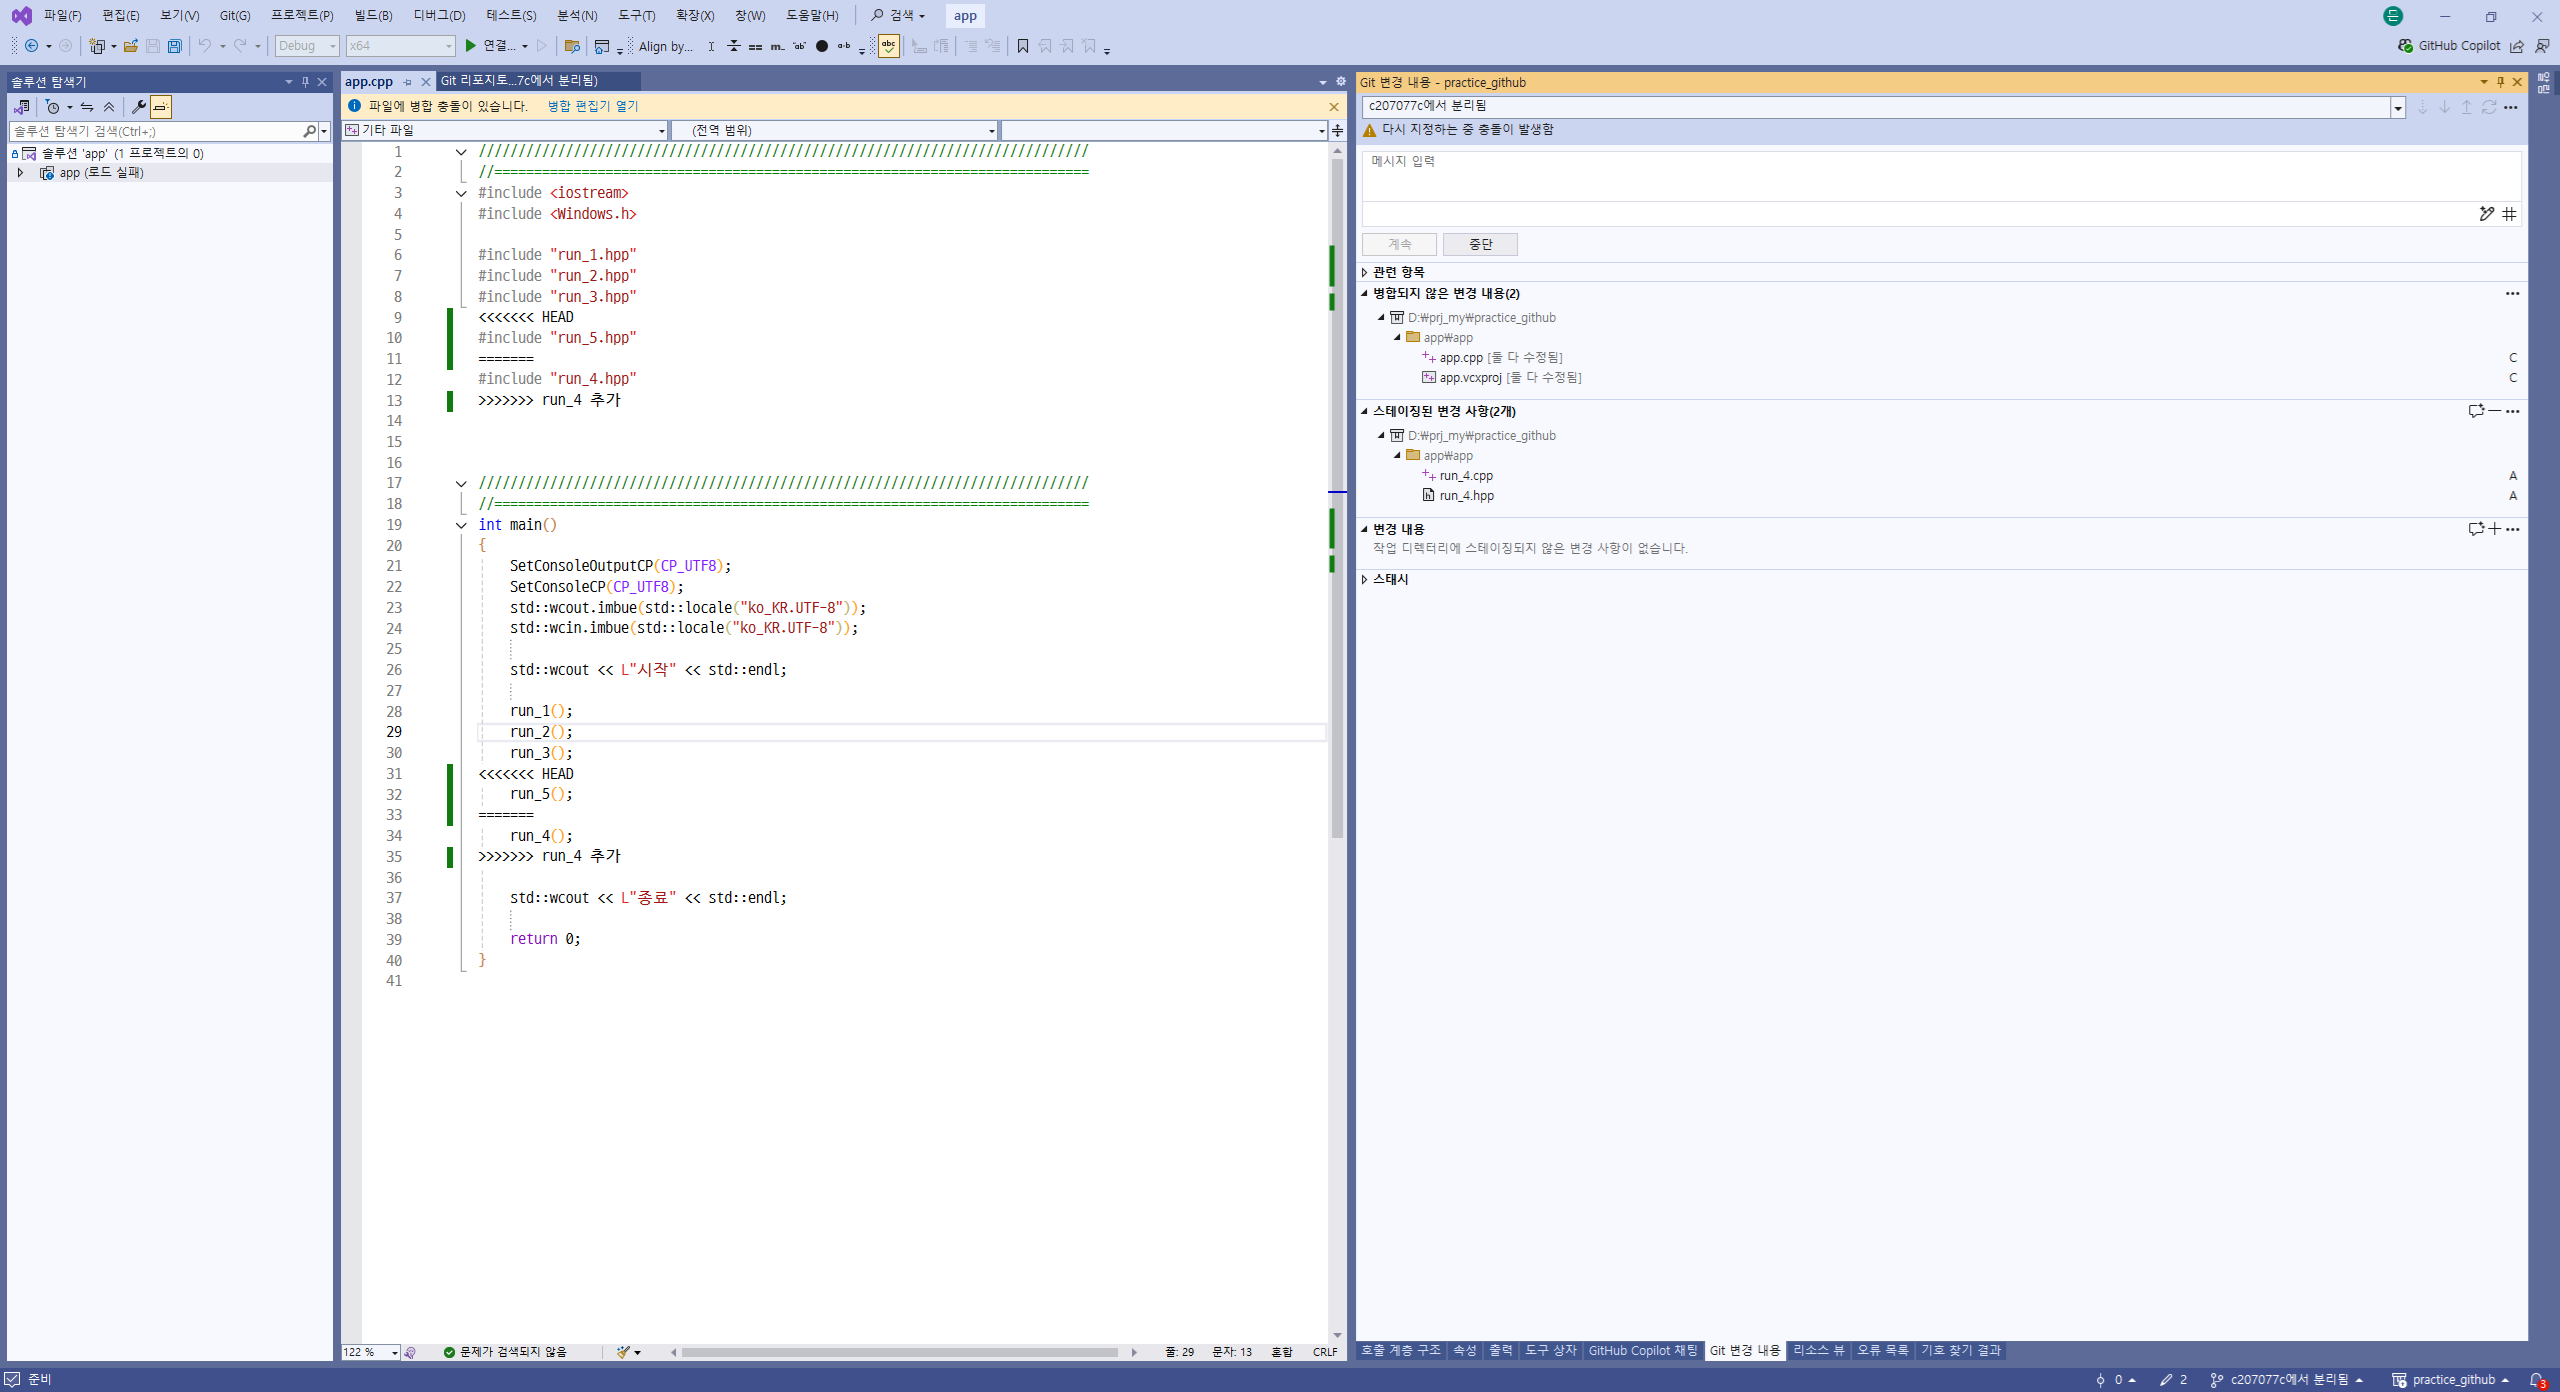 파일(F) 편집(E) 보기(V) Git(G) 프로젝트(P) 빌드(B) 디버그(D) 테스트(S) 분석(N) 도구(T) 확장(X) 창(W) 도움말(H) 검색 app 든
Debug x64 연결... Align by... GitHub Copilot
솔루션 탐색기
솔루션 탐색기 검색(Ctrl+;)
솔루션 'app' (1 프로젝트의 0)
app (로드 실패)
app.cpp Git 리포지토...7c에서 분리됨)
파일에 병합 충돌이 있습니다. 병합 편집기 열기
기타 파일 (전역 범위)
1 /////////////////////////////////////////////////////////////////////////////
2 //===========================================================================
3 #include <iostream>
4 #include <Windows.h>
5
6 #include "run_1.hpp"
7 #include "run_2.hpp"
8 #include "run_3.hpp"
9 <<<<<<< HEAD
10 #include "run_5.hpp"
11 =======
12 #include "run_4.hpp"
13 >>>>>>> run_4 추가
14
15
16
17 /////////////////////////////////////////////////////////////////////////////
18 //===========================================================================
19 int main()
20 {
21 SetConsoleOutputCP(CP_UTF8);
22 SetConsoleCP(CP_UTF8);
23 std::wcout.imbue(std::locale("ko_KR.UTF-8"));
24 std::wcin.imbue(std::locale("ko_KR.UTF-8"));
25
26 std::wcout << L"시작" << std::endl;
27
28 run_1();
29 run_2();
30 run_3();
31 <<<<<<< HEAD
32 run_5();
33 =======
34 run_4();
35 >>>>>>> run_4 추가
36
37 std::wcout << L"종료" << std::endl;
38
39 return 0;
40 }
41
122 % 문제가 검색되지 않음 줄: 29 문자: 13 혼합 CRLF
Git 변경 내용 - practice_github
c207077c에서 분리됨
다시 지정하는 중 충돌이 발생함
메시지 입력
계속 중단
관련 항목
병합되지 않은 변경 내용(2)
D:₩prj_my₩practice_github
app₩app
app.cpp [둘 다 수정됨] C
app.vcxproj [둘 다 수정됨] C
스테이징된 변경 사항(2개)
D:₩prj_my₩practice_github
app₩app
run_4.cpp A
run_4.hpp A
변경 내용
작업 디렉터리에 스테이징되지 않은 변경 사항이 없습니다.
스태시
호출 계층 구조 속성 출력 도구 상자 GitHub Copilot 채팅 Git 변경 내용 리소스 뷰 오류 목록 기호 찾기 결과
알림
준비 0 2 c207077c에서 분리됨 practice_github 3